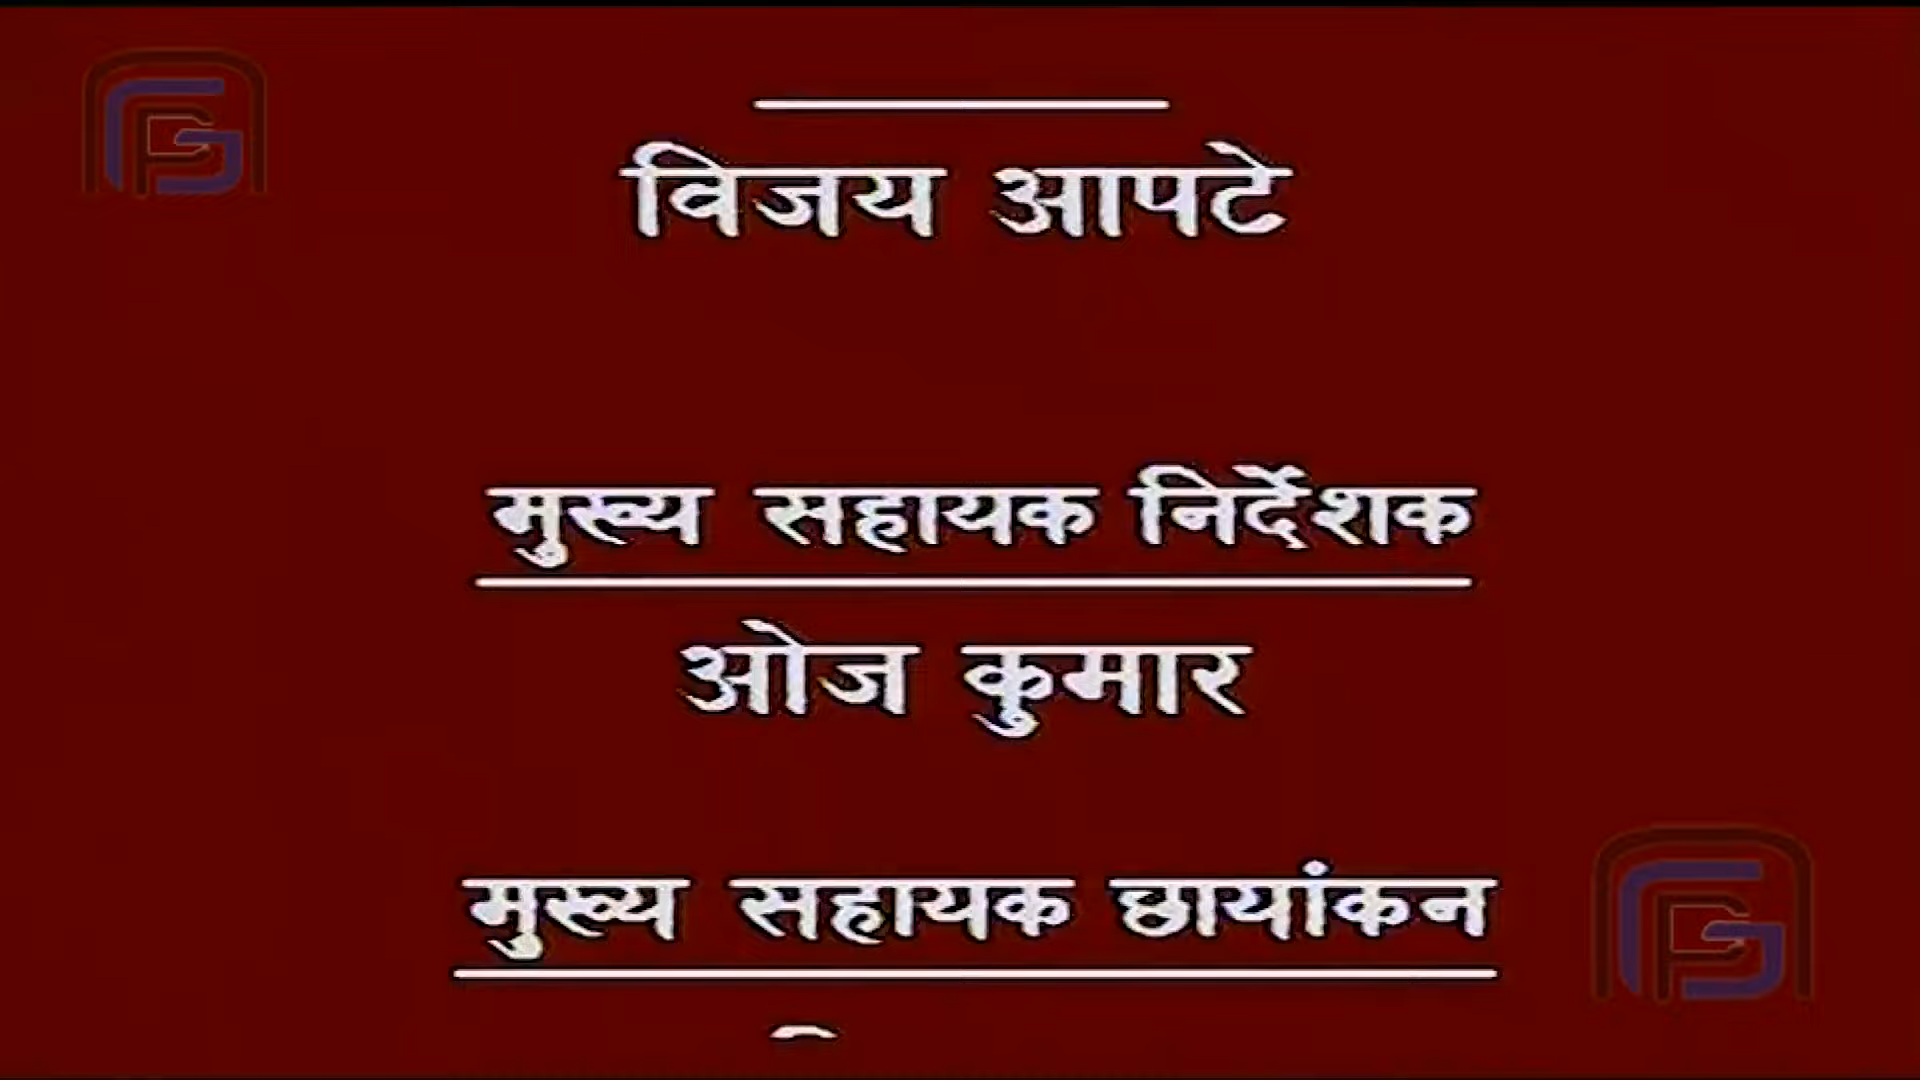 विजय आपटे
मुख्य सहायक निर्देशक
ओज कुमार
मुख्य सहायक छायांकन